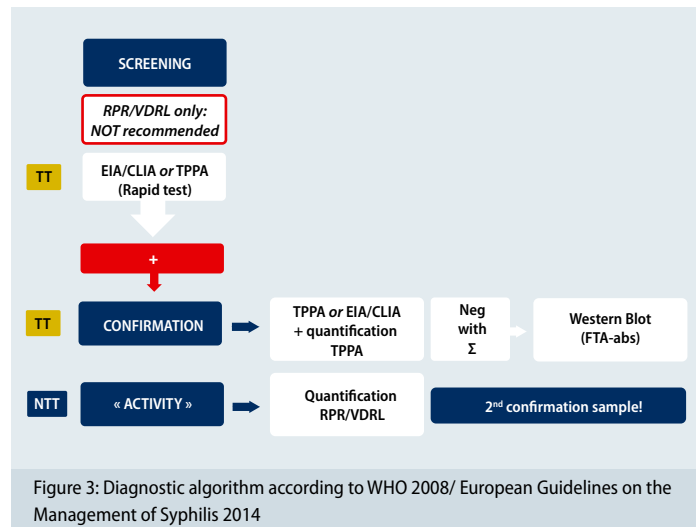 SCREENING
RPR/VDRL only:
NOT recommended
TT
EIA/CLIA or TPPA
(Rapid test)
+
TT
CONFIRMATION
TPPA or EIA/CLIA
+ quantification
TPPA
Neg
with
Σ
Western Blot
(FTA-abs)
NTT
« ACTIVITY »
Quantification
RPR/VDRL
2nd confirmation sample!
Figure 3: Diagnostic algorithm according to WHO 2008/ European Guidelines on the
Management of Syphilis 2014